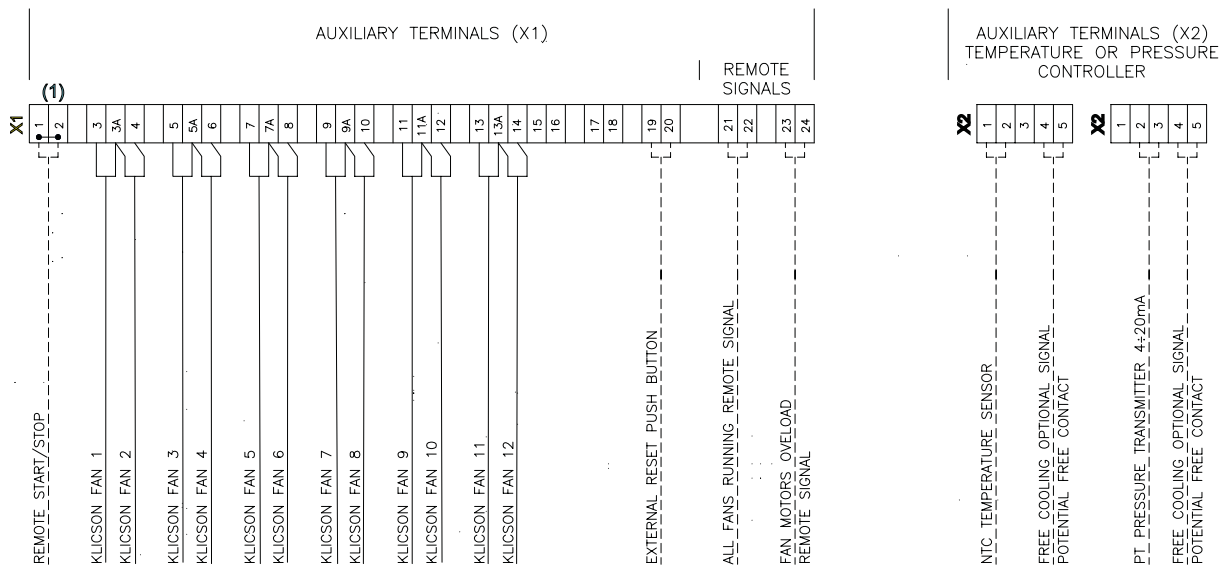 AUXILIARY TERMINALS (X1)
REMOTE
SIGNALS
(1)
X1
1 2 3 3A 4 5 5A 6 7 7A 8 9 9A 10 11 11A 12 13 13A 14 15 16 17 18 19 20 21 22 23 24
REMOTE START/STOP
KLICSON FAN 1
KLICSON FAN 2
KLICSON FAN 3
KLICSON FAN 4
KLICSON FAN 5
KLICSON FAN 6
KLICSON FAN 7
KLICSON FAN 8
KLICSON FAN 9
KLICSON FAN 10
KLICSON FAN 11
KLICSON FAN 12
EXTERNAL RESET PUSH BUTTON
ALL FANS RUNNING REMOTE SIGNAL
FAN MOTORS OVELOAD
REMOTE SIGNAL
AUXILIARY TERMINALS (X2)
TEMPERATURE OR PRESSURE
CONTROLLER
X2
1 2 3 4 5
NTC TEMPERATURE SENSOR
FREE COOLING OPTIONAL SIGNAL
POTENTIAL FREE CONTACT
X2
1 2 3 4 5
PT PRESSURE TRANSMITTER 4÷20mA
FREE COOLING OPTIONAL SIGNAL
POTENTIAL FREE CONTACT